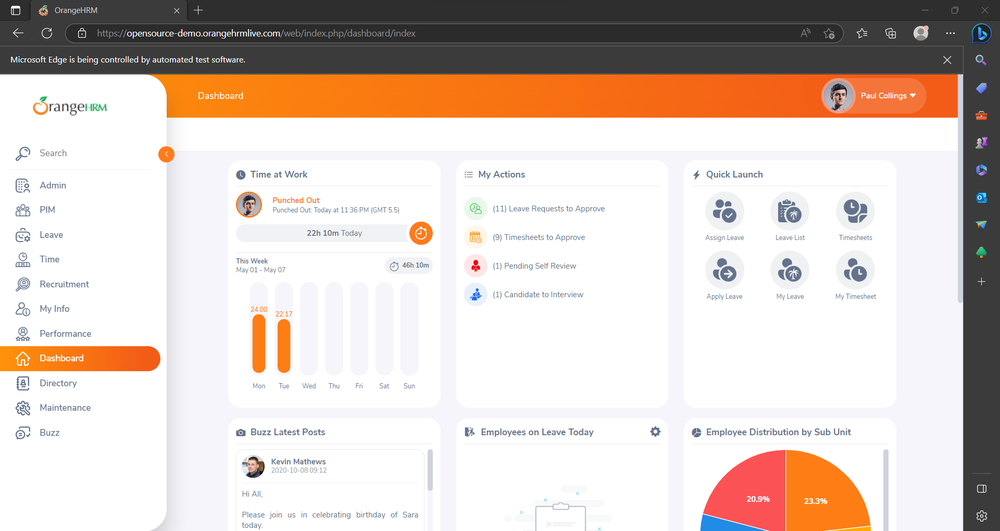 OrangeHRM
https://opensource-demo.orangehrmlive.com/web/index.php/dashboard/index
Microsoft Edge is being controlled by automated test software.
OrangeHRM
Dashboard
Paul Collings
Search
Admin
PIM
Leave
Time
Recruitment
My Info
Performance
Dashboard
Directory
Maintenance
Buzz
Time at Work
Punched Out
Punched Out: Today at 11:36 PM (GMT 5.5)
22h 10m Today
This Week
May 01 - May 07
46h 10m
24.00
22.17
Mon Tue Wed Thu Fri Sat Sun
My Actions
(11) Leave Requests to Approve
(9) Timesheets to Approve
(1) Pending Self Review
(1) Candidate to Interview
Quick Launch
Assign Leave
Leave List
Timesheets
Apply Leave
My Leave
My Timesheet
Buzz Latest Posts
Kevin Mathews
2020-10-08 09:12
Hi All,
Please join us in celebrating birthday of Sara
today.
Employees on Leave Today
Employee Distribution by Sub Unit
20.9%
23.3%